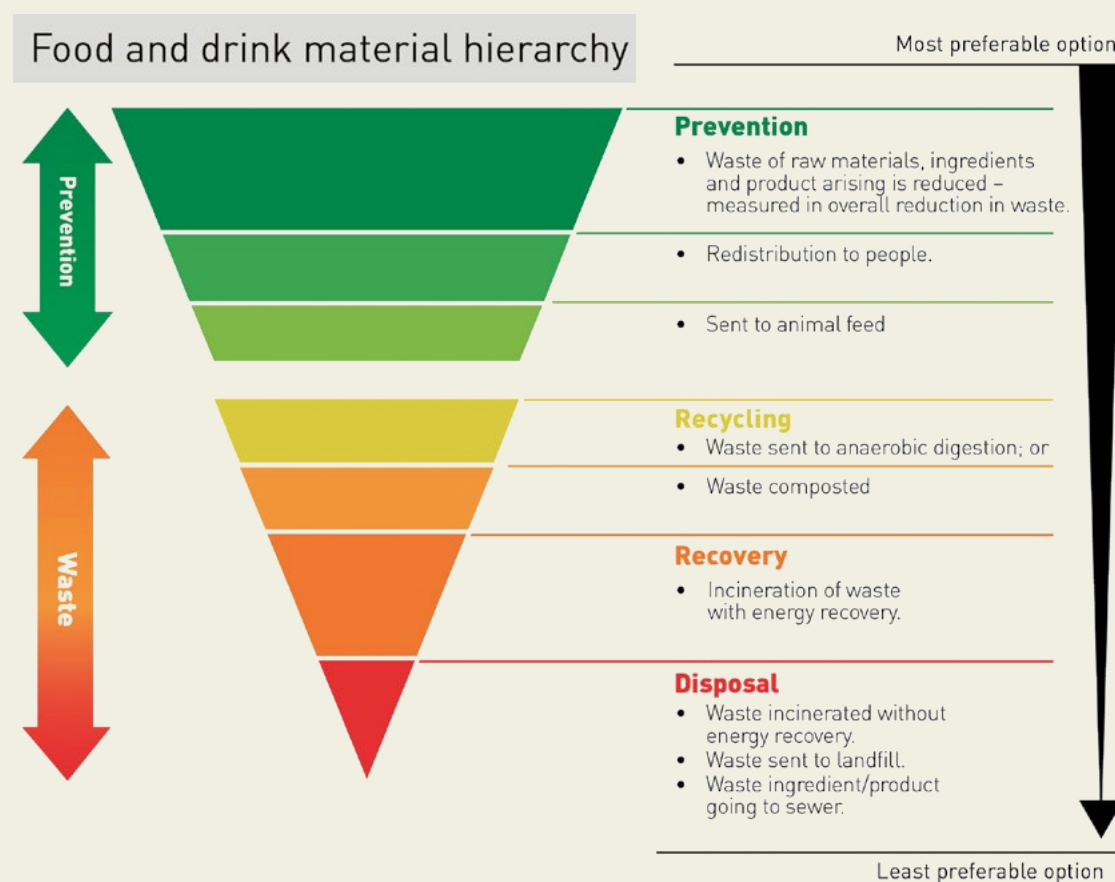 Food and drink material hierarchy
Most preferable option
Prevention
Prevention
• Waste of raw materials, ingredients
and product arising is reduced –
measured in overall reduction in waste.
• Redistribution to people.
• Sent to animal feed
Waste
Recycling
• Waste sent to anaerobic digestion; or
• Waste composted
Recovery
• Incineration of waste
with energy recovery.
Disposal
• Waste incinerated without
energy recovery.
• Waste sent to landfill.
• Waste ingredient/product
going to sewer.
Least preferable option